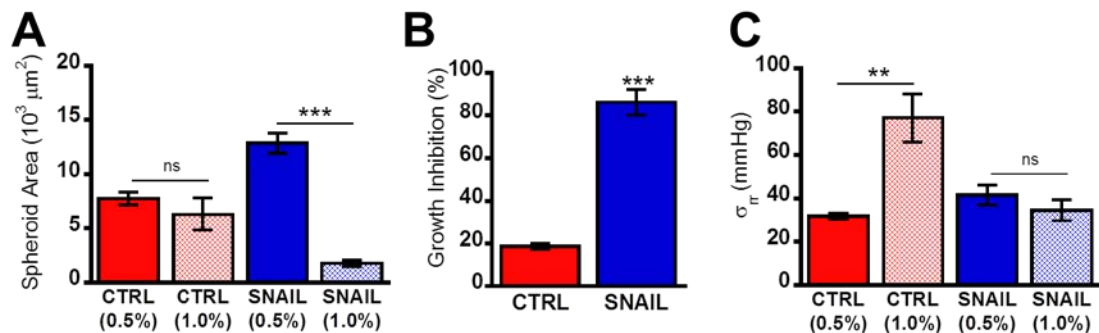 A
Spheroid Area (10³ μm²)
20
15
10
5
0
ns
***
CTRL
(0.5%)
CTRL
(1.0%)
SNAIL
(0.5%)
SNAIL
(1.0%)
B
Growth Inhibition (%)
100
80
60
40
20
0
***
CTRL
SNAIL
C
σrr (mmHg)
100
80
60
40
20
0
**
ns
CTRL
(0.5%)
CTRL
(1.0%)
SNAIL
(0.5%)
SNAIL
(1.0%)